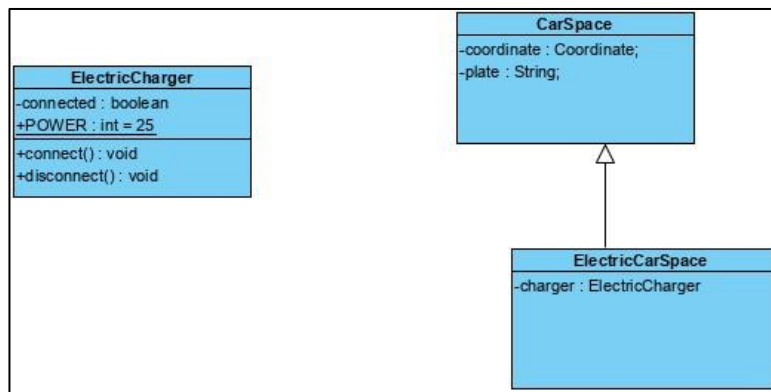 ElectricCharger
-connected : boolean
+POWER : int = 25
+connect() : void
+disconnect() : void
CarSpace
-coordinate : Coordinate;
-plate : String;
ElectricCarSpace
-charger : ElectricCharger